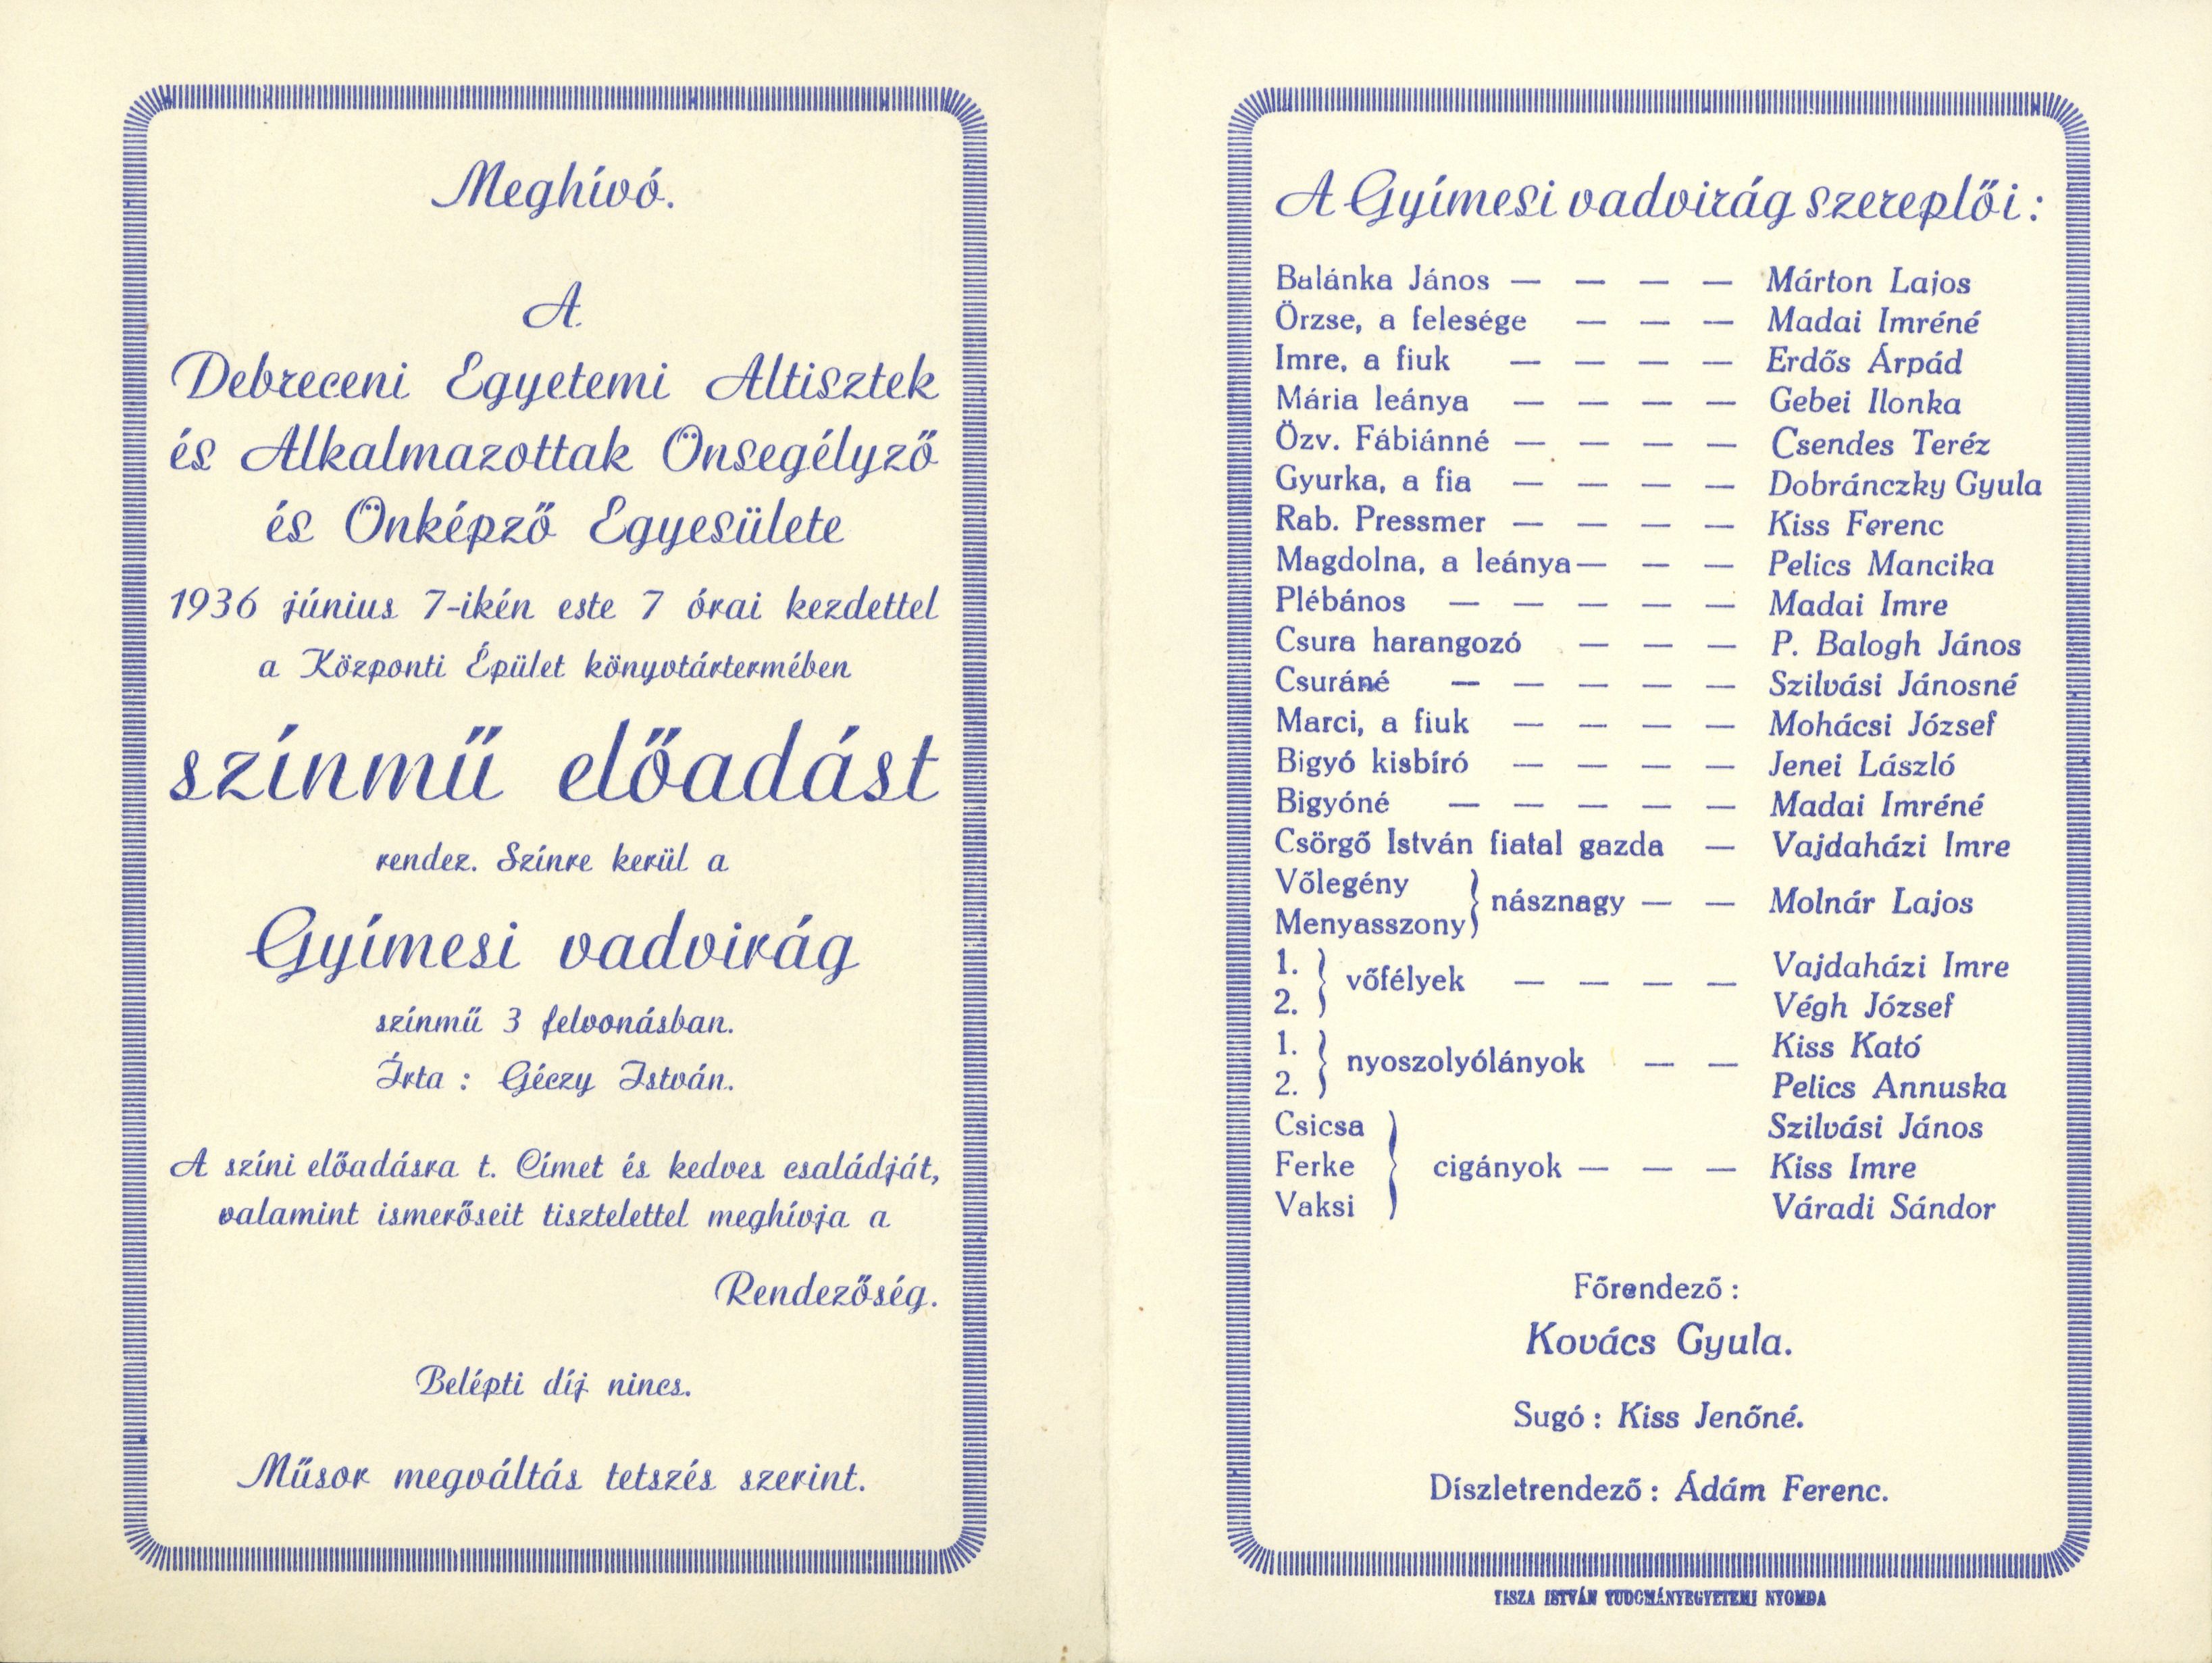 Meghívó.
A
Debreceni Egyetemi Altisztek
és Alkalmazottak Önsegélyző
és Önképző Egyesülete
1936 június 7-ikén este 7 órai kezdettel
a Központi Épület könyvtártermében
színmű előadást
rendez. Színre kerül a
Gyímesi vadvirág
színmű 3 felvonásban.
Írta : Géczy István.
A színi előadásra t. Címet és kedves családját,
valamint ismerőseit tisztelettel meghívja a
Rendezőség.
Belépti díj nincs.
Műsor megváltás tetszés szerint.
A Gyímesi vadvirág szereplői :
Balánka János — — — — Márton Lajos
Örzse, a felesége — — — Madai Imréné
Imre, a fiuk — — — — Erdős Árpád
Mária leánya — — — — Gebei Ilonka
Özv. Fábiánné — — — — Csendes Teréz
Gyurka, a fia — — — — Dobránczky Gyula
Rab. Pressmer — — — — Kiss Ferenc
Magdolna, a leánya — — — Pelics Mancika
Plébános — — — — — Madai Imre
Csura harangozó — — — P. Balogh János
Csuráné — — — — — Szilvási Jánosné
Marci, a fiuk — — — — Mohácsi József
Bigyó kisbíró — — — — Jenei László
Bigyóné — — — — — Madai Imréné
Csörgő István fiatal gazda — Vajdaházi Imre
Vőlegény
Menyasszony } násznagy — — Molnár Lajos
1. Vajdaházi Imre
} vőfélyek — — — —
2. Végh József
1. Kiss Kató
} nyoszolyólányok — —
2. Pelics Annuska
Csicsa Szilvási János
Ferke } cigányok — — — Kiss Imre
Vaksi Váradi Sándor
Főrendező :
Kovács Gyula.
Sugó : Kiss Jenőné.
Díszletrendező : Ádám Ferenc.
TISZA ISTVÁN TUDOMÁNYEGYETEMI NYOMDA